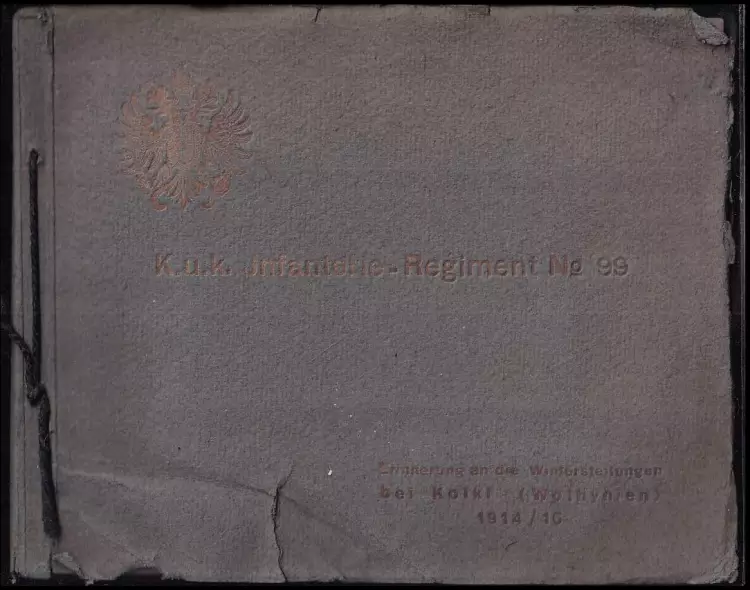 K.u.k. Infanterie-Regiment No 99
Erinnerung an die Winterstellungen
bei Kolki (Wolhynien)
1914/16